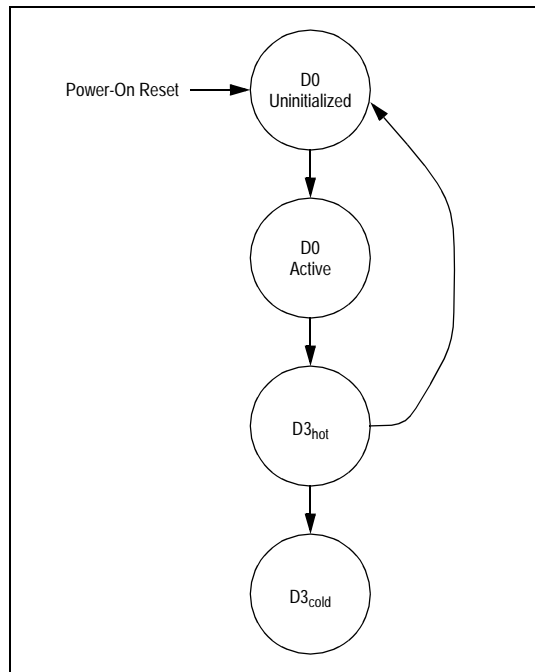 D0
Uninitialized
Power-On Reset
D0
Active
D3hot
D3cold